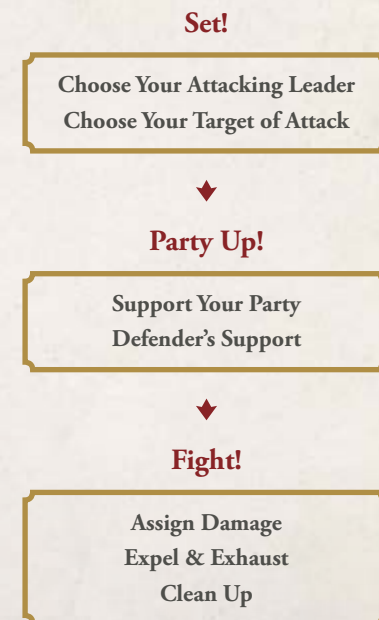 Set!
Choose Your Attacking Leader
Choose Your Target of Attack
Party Up!
Support Your Party
Defender's Support
Fight!
Assign Damage
Expel & Exhaust
Clean Up